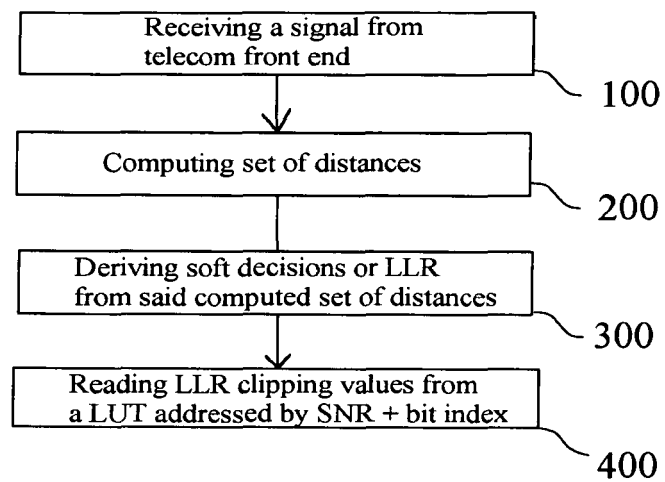 Receiving a signal from
telecom front end
100
Computing set of distances
200
Deriving soft decisions or LLR
from said computed set of distances
300
Reading LLR clipping values from
a LUT addressed by SNR + bit index
400